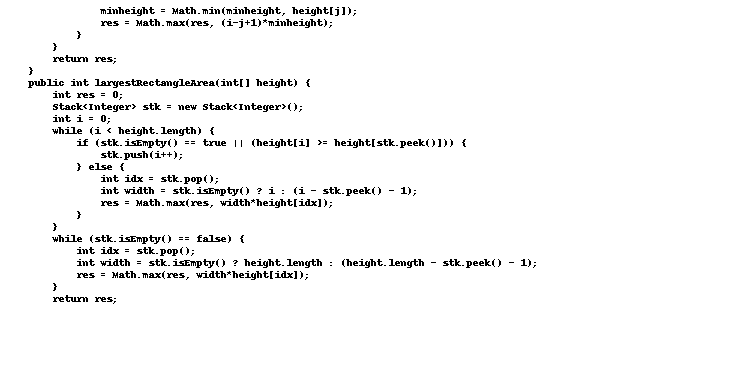 minheight = Math.min(minheight, height[j]);
res = Math.max(res, (i-j+1)*minheight);
}
}
return res;
}
public int largestRectangleArea(int[] height) {
int res = 0;
Stack<Integer> stk = new Stack<Integer>();
int i = 0;
while (i < height.length) {
if (stk.isEmpty() == true || (height[i] >= height[stk.peek()])) {
stk.push(i++);
} else {
int idx = stk.pop();
int width = stk.isEmpty() ? i : (i - stk.peek() - 1);
res = Math.max(res, width*height[idx]);
}
}
while (stk.isEmpty() == false) {
int idx = stk.pop();
int width = stk.isEmpty() ? height.length : (height.length - stk.peek() - 1);
res = Math.max(res, width*height[idx]);
}
return res;